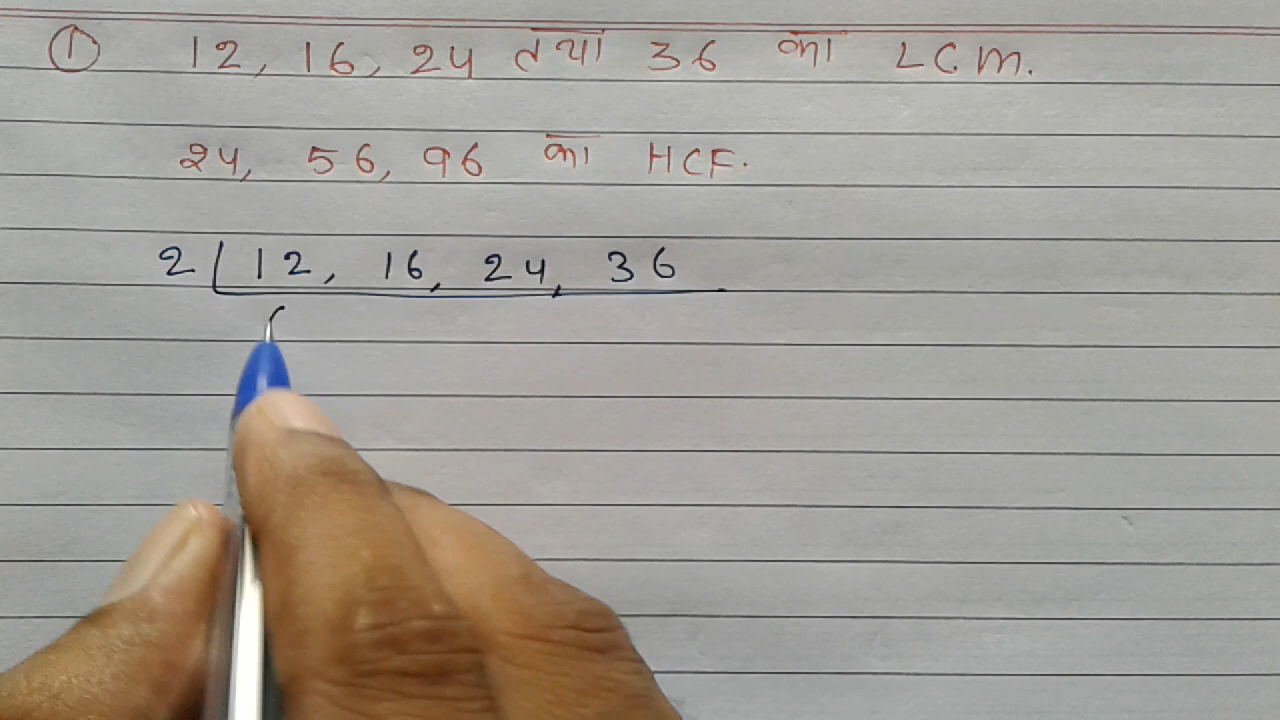 ① 12, 16, 24 तथा 36 का LCM.
24, 56, 96 का HCF.
2 12, 16, 24, 36